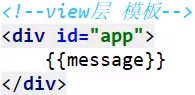 <!--view层 模板-->
<div id="app">
    {{message}}
</div>